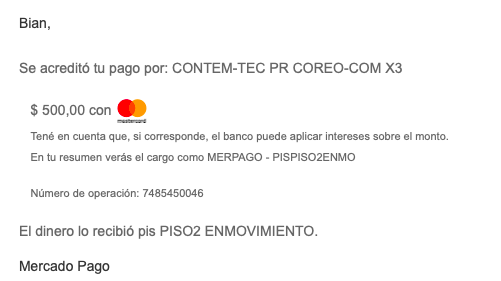 Bian,
Se acreditó tu pago por: CONTEM-TEC PR COREO-COM X3
$ 500,00 con mastercard
Tené en cuenta que, si corresponde, el banco puede aplicar intereses sobre el monto.
En tu resumen verás el cargo como MERPAGO - PISPISO2ENMO
Número de operación: 7485450046
El dinero lo recibió pis PISO2 ENMOVIMIENTO.
Mercado Pago